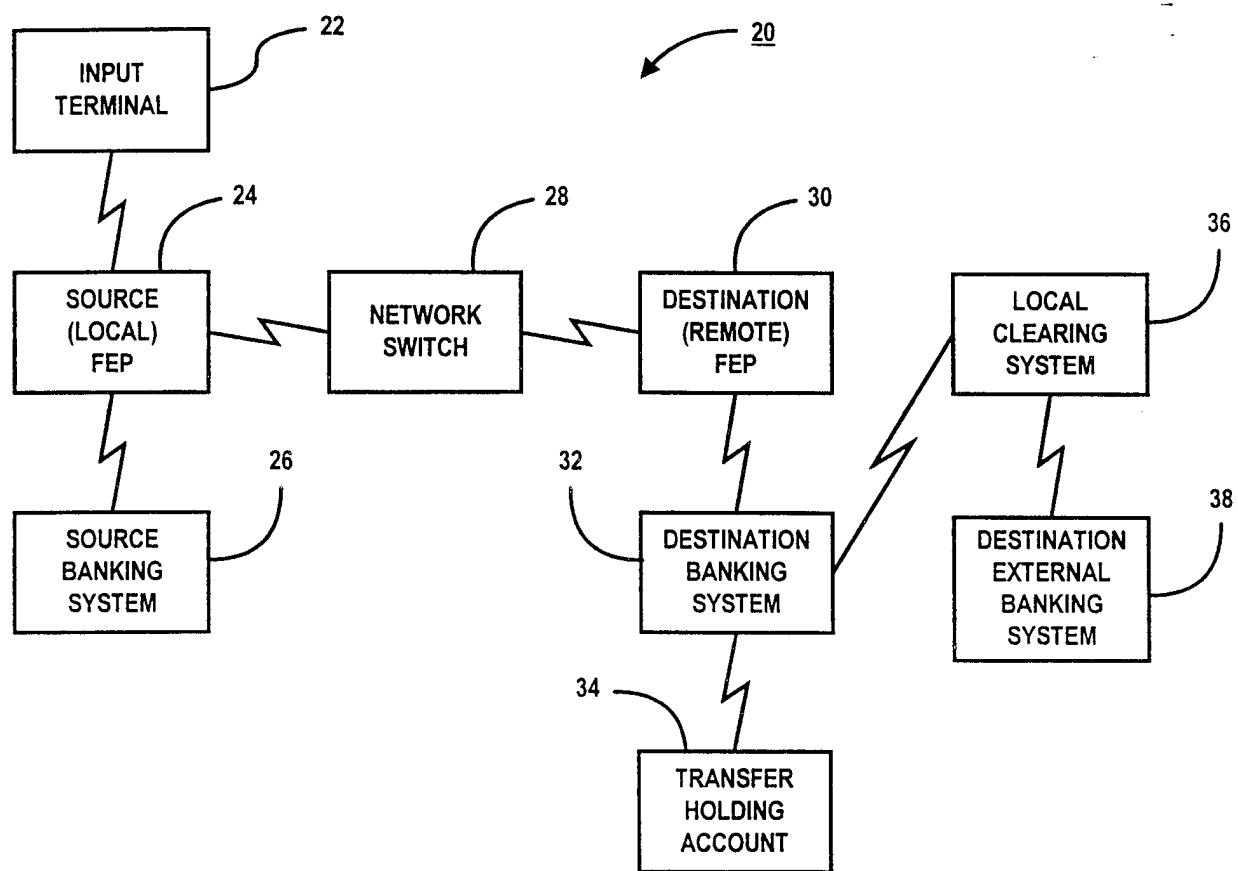 22
20
INPUT
TERMINAL
24
28
30
36
SOURCE
(LOCAL)
FEP
NETWORK
SWITCH
DESTINATION
(REMOTE)
FEP
LOCAL
CLEARING
SYSTEM
26
32
38
SOURCE
BANKING
SYSTEM
DESTINATION
BANKING
SYSTEM
DESTINATION
EXTERNAL
BANKING
SYSTEM
34
TRANSFER
HOLDING
ACCOUNT